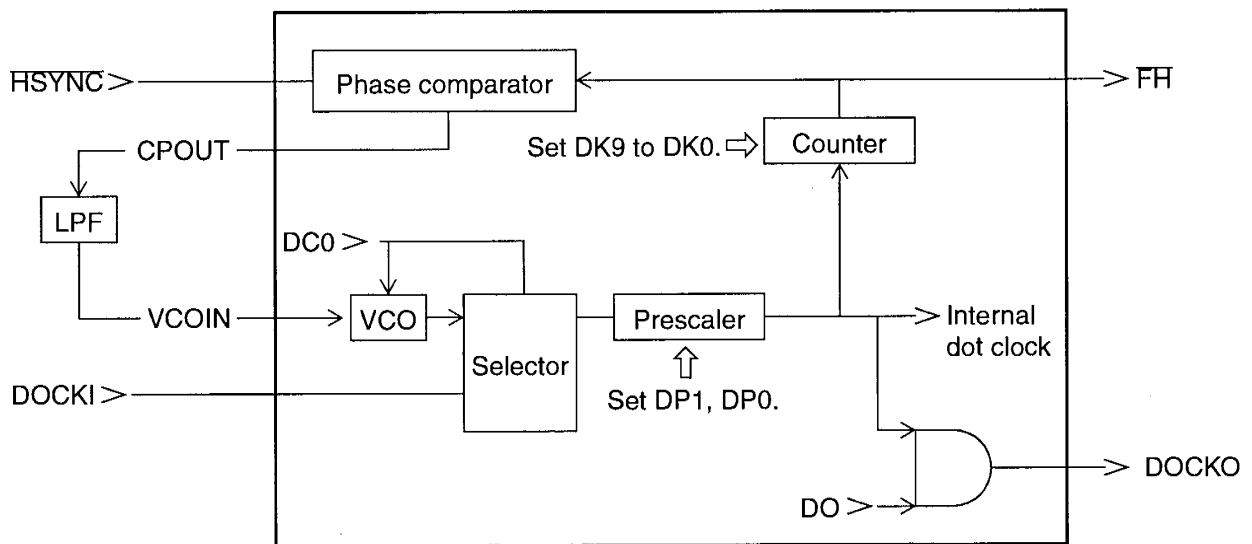 HSYNC
Phase comparator
FH
CPOUT
Set DK9 to DK0.
Counter
LPF
DC0
VCOIN
VCO
Selector
Prescaler
Internal
dot clock
DOCKI
Set DP1, DP0.
DO
DOCKO